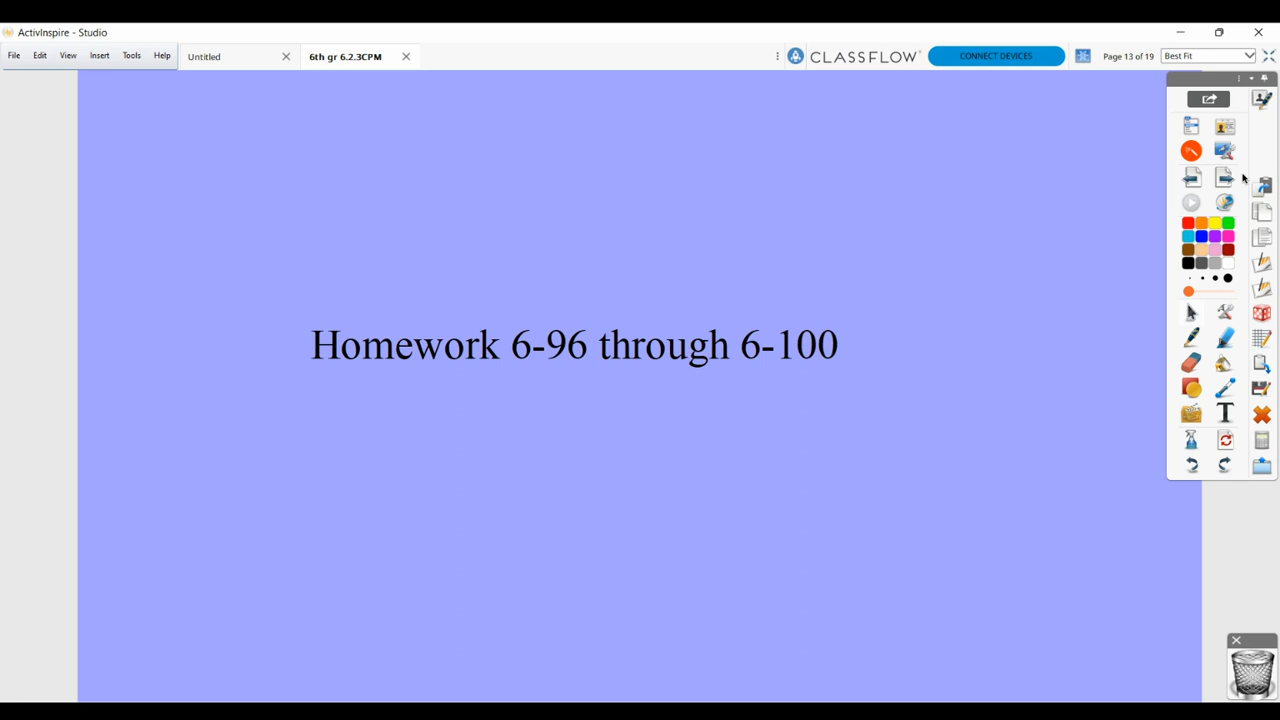 ActivInspire - Studio
File Edit View Insert Tools Help
Untitled
6th gr 6.2.3CPM
CLASSFLOW
CONNECT DEVICES
Page 13 of 19
Best Fit
Homework 6-96 through 6-100
T